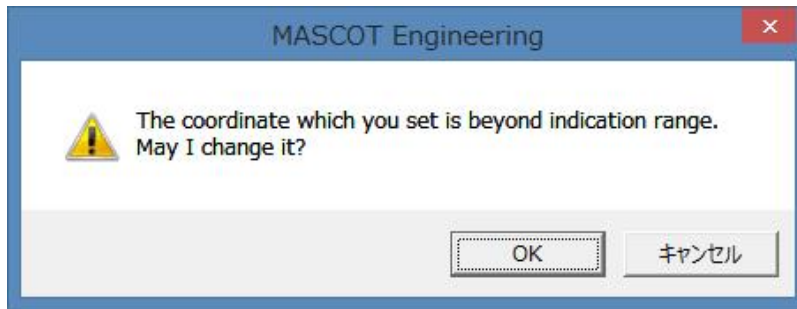 MASCOT Engineering
The coordinate which you set is beyond indication range.
May I change it?
OK
キャンセル